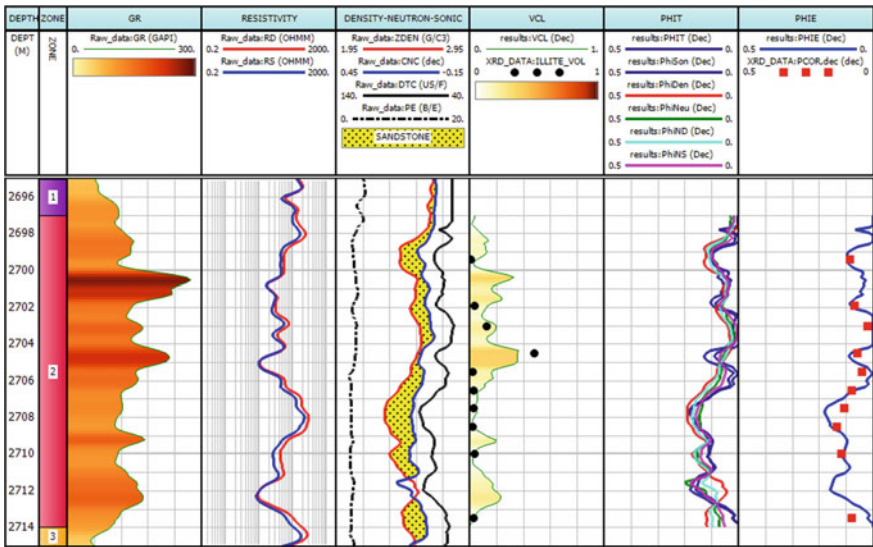 DEPTH ZONE GR RESISTIVITY DENSITY-NEUTRON-SONIC VCL PHIT PHIE
DEPT (M)
ZONE
Raw_data:GR (GAPI)
0. 300.
Raw_data:RD (OHMM)
0.2 2000.
Raw_data:RS (OHMM)
0.2 2000.
Raw_data:ZDEN (G/C3)
1.95 2.95
Raw_data:CNC (dec)
0.45 -0.15
Raw_data:DTC (US/F)
140. 40.
Raw_data:PE (B/E)
0. 20.
SANDSTONE
results:VCL (Dec)
0. 1.
XRD_DATA:ILLITE_VOL
0 1
results:PHIT (Dec)
0.5 0.
results:PhiSon (Dec)
0.5 0.
results:PhiDen (Dec)
0.5 0.
results:PhiNeu (Dec)
0.5 0.
results:PhiND (Dec)
0.5 0.
results:PhiNS (Dec)
0.5 0.
results:PHIE (Dec)
0.5 0.
XRD_DATA:PCOR.dec (dec)
0.5 0
2696
1
2698
2700
2702
2704
2
2706
2708
2710
2712
2714
3